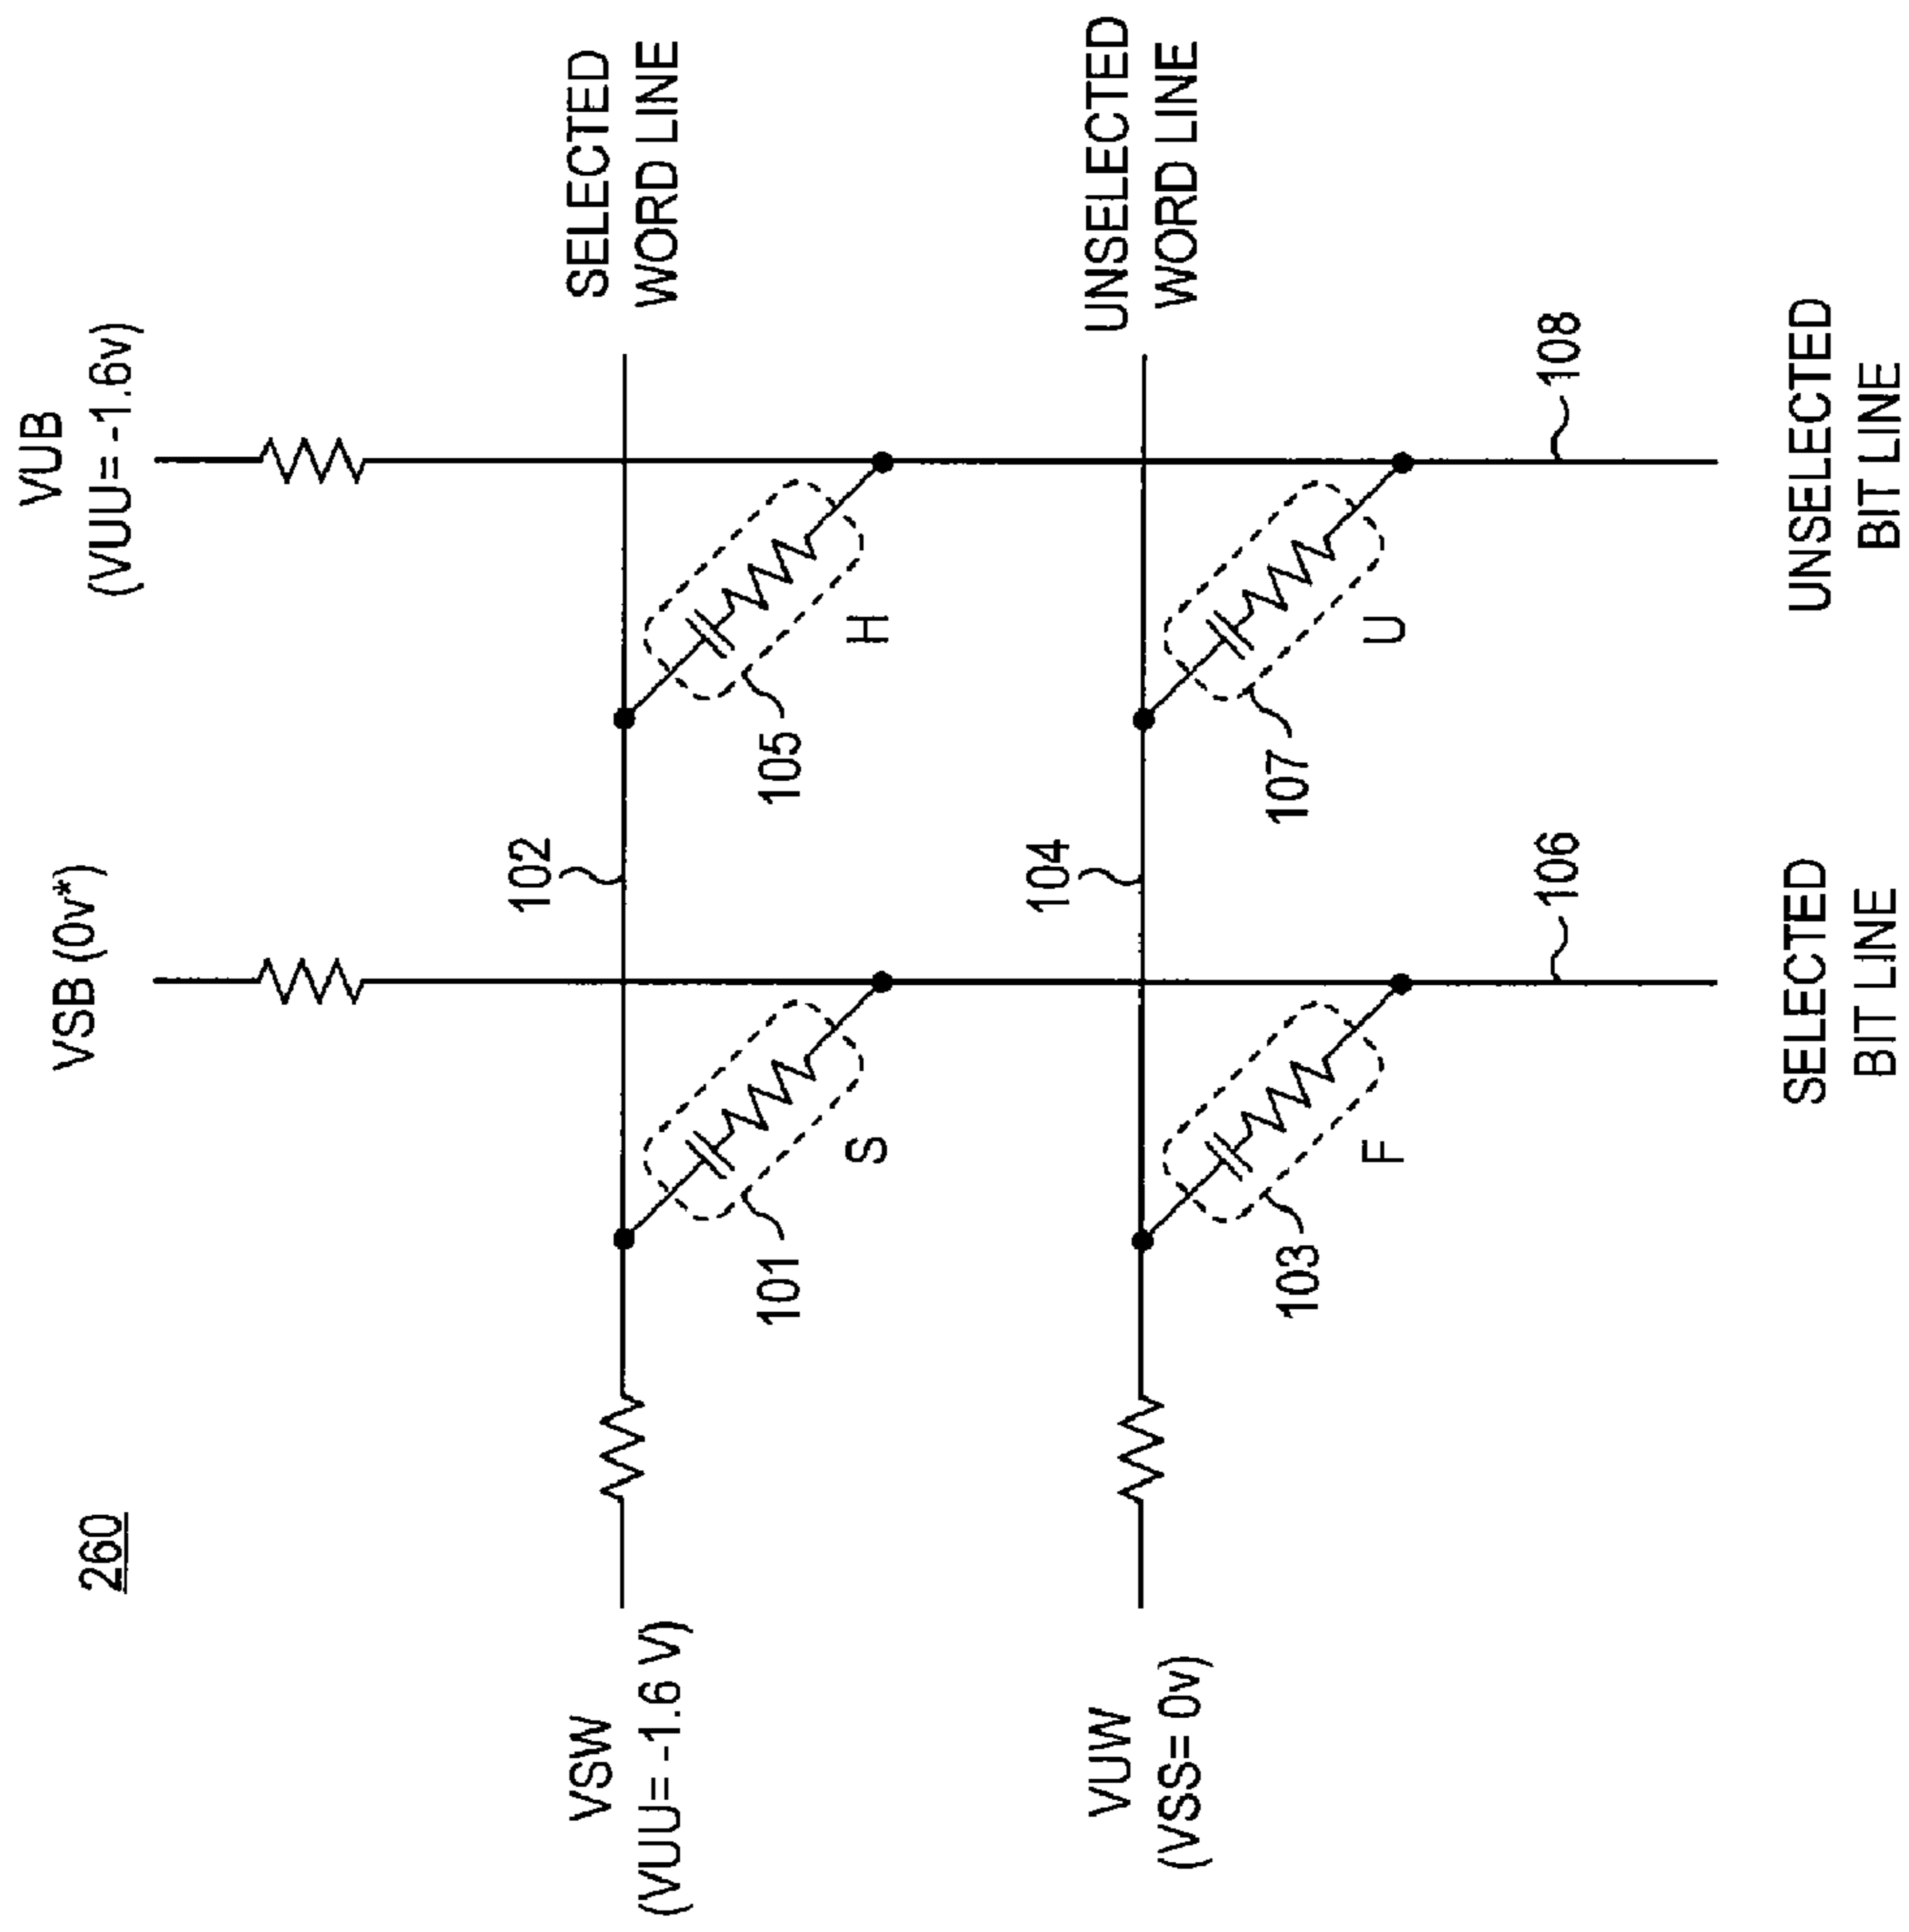 260
VSB (0v*)
VUB
(VUU= -1.6v)
VSW
(VUU= -1.6 V)
102
SELECTED
WORD LINE
101
S
105
H
VUW
(VSS= 0v)
104
UNSELECTED
WORD LINE
103
F
107
U
106
108
SELECTED
BIT LINE
UNSELECTED
BIT LINE